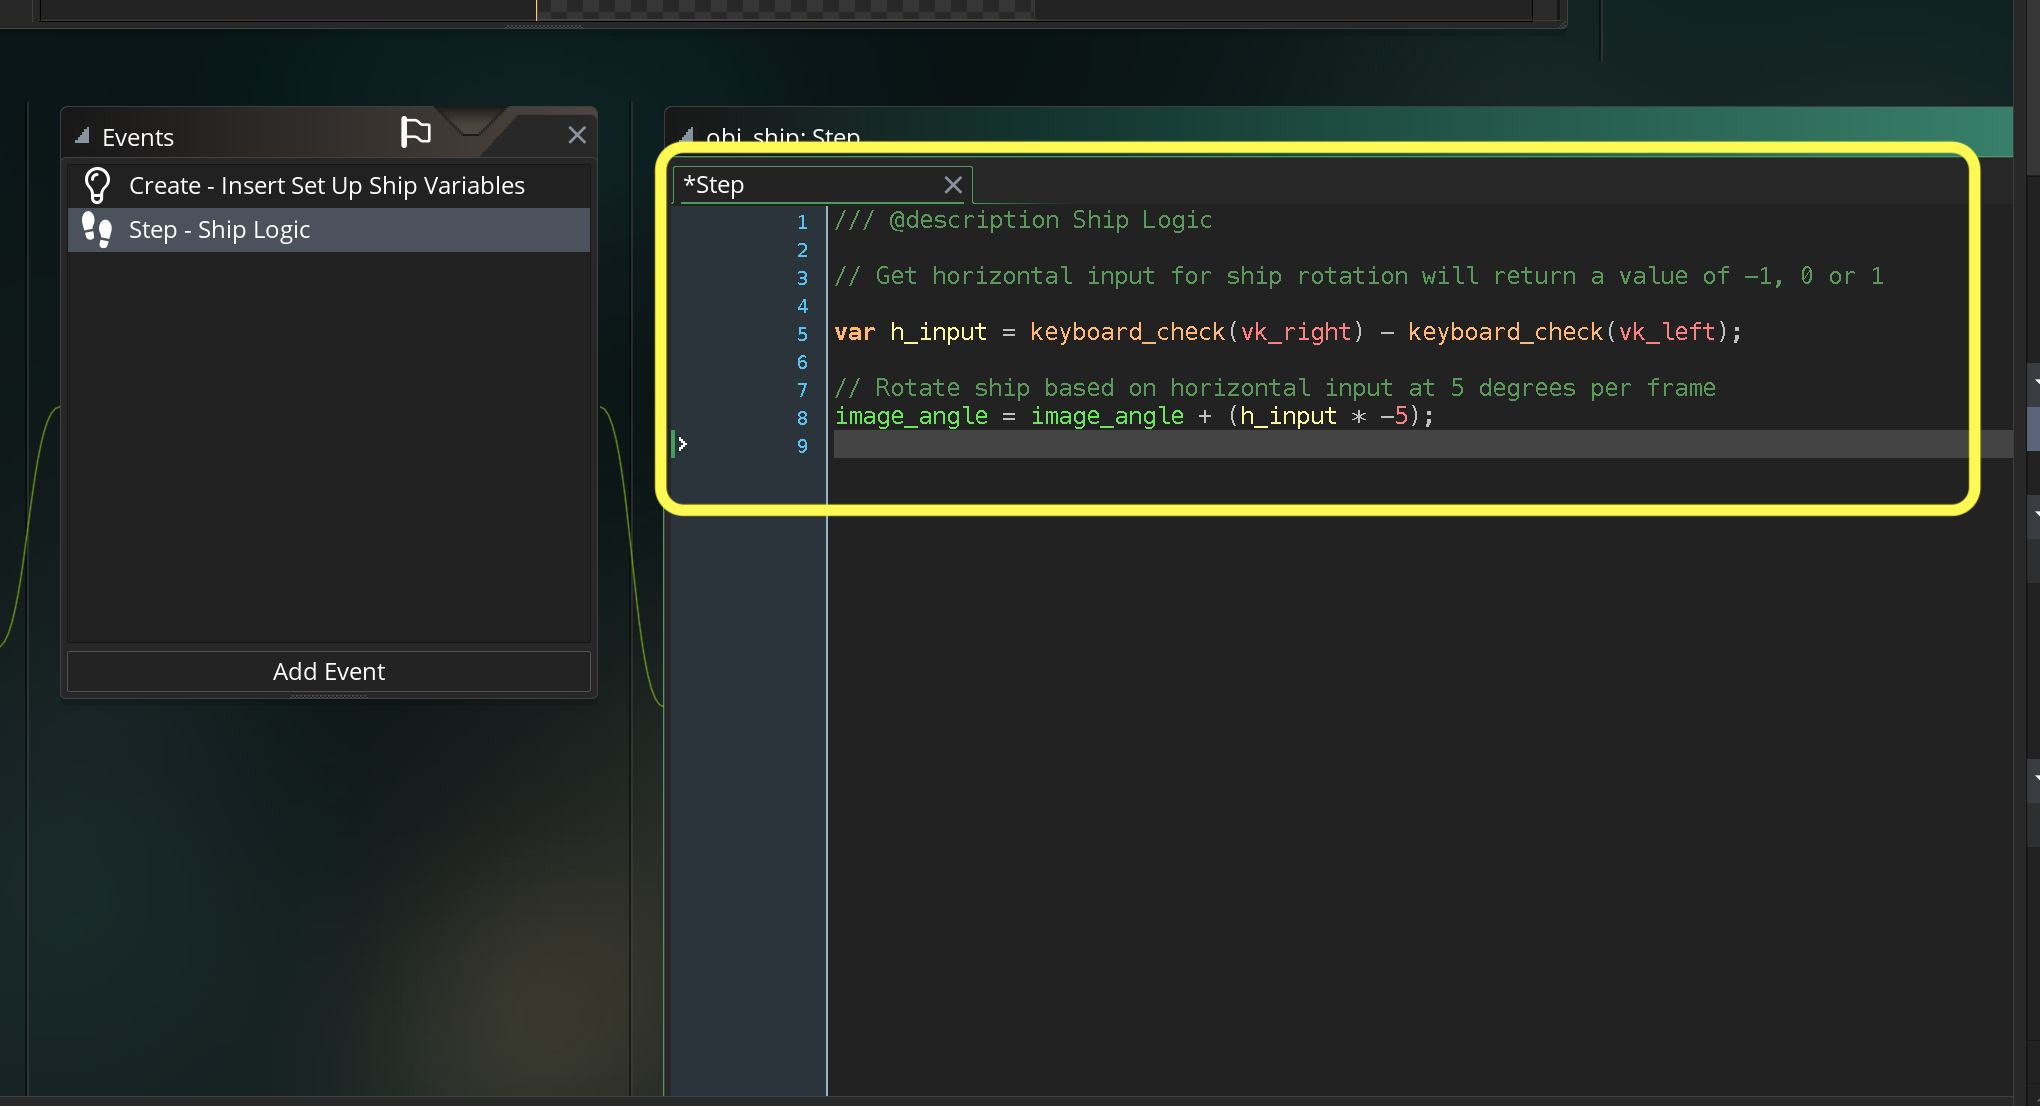 Events
Create - Insert Set Up Ship Variables
Step - Ship Logic
Add Event
obj_ship: Step
*Step
1 /// @description Ship Logic
2
3 // Get horizontal input for ship rotation will return a value of -1, 0 or 1
4
5 var h_input = keyboard_check(vk_right) - keyboard_check(vk_left);
6
7 // Rotate ship based on horizontal input at 5 degrees per frame
8 image_angle = image_angle + (h_input * -5);
9